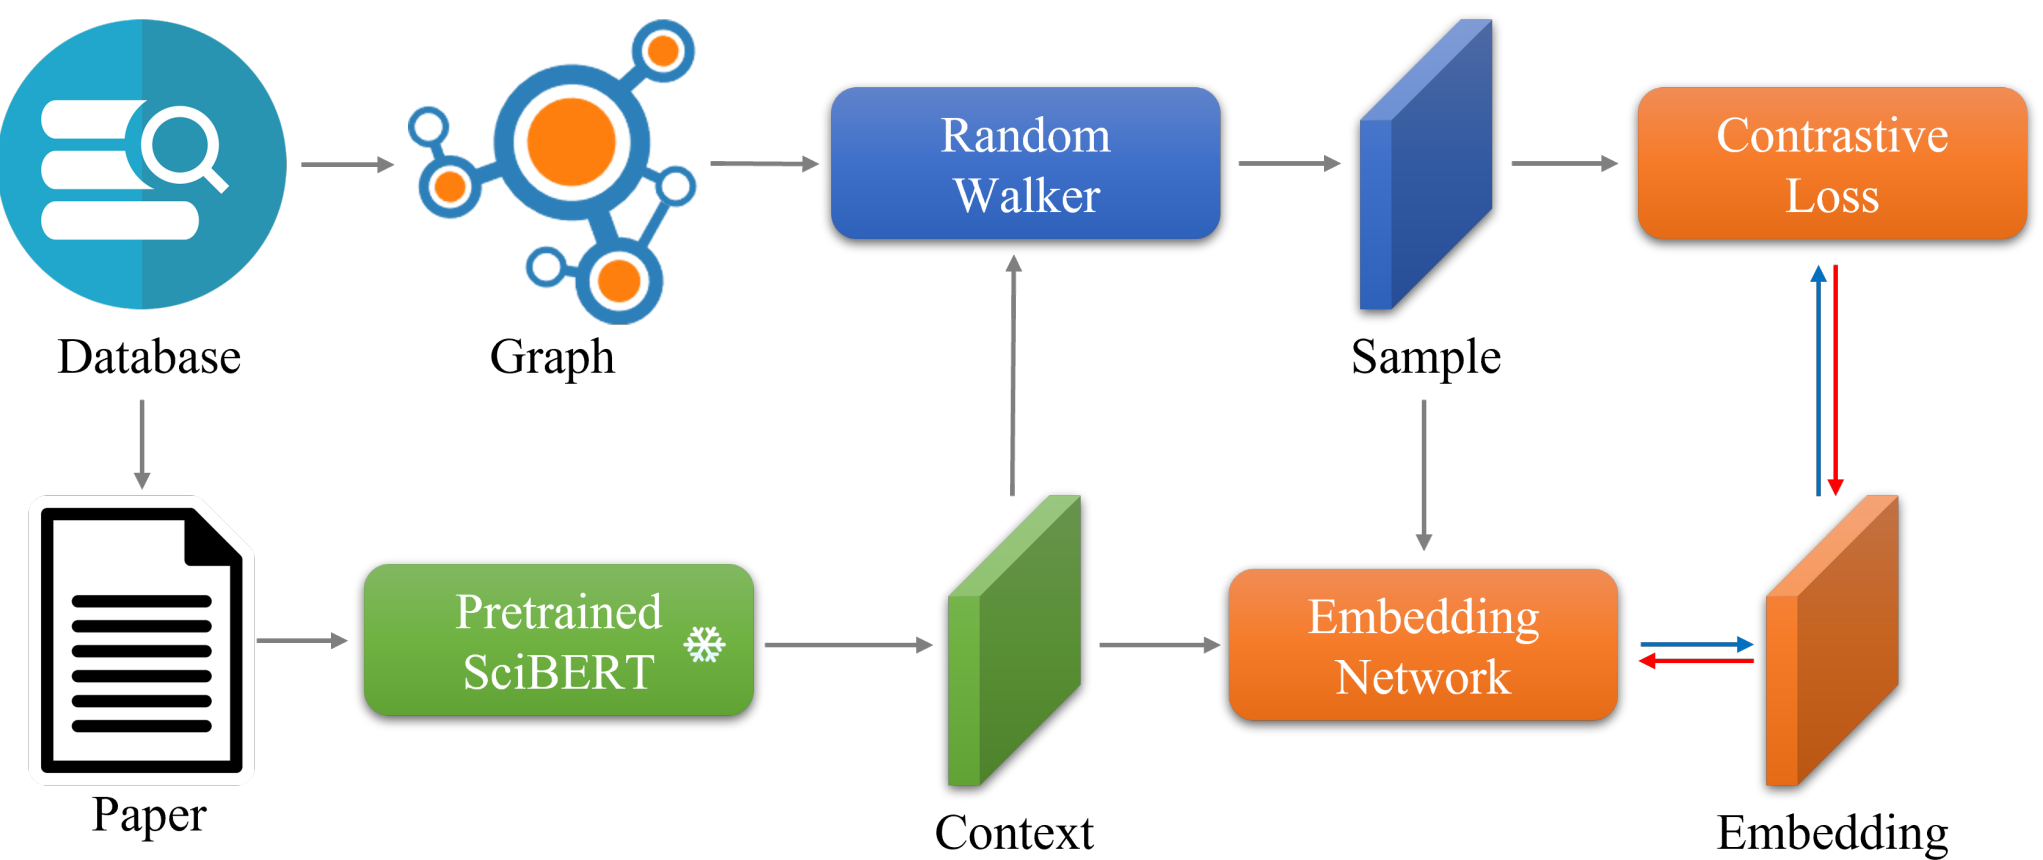 Random
Walker
Contrastive
Loss
Database
Graph
Sample
Pretrained
SciBERT
Embedding
Network
Paper
Context
Embedding